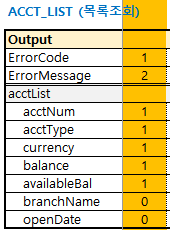 ACCT_LIST (목록조회)
Output
ErrorCode 1
ErrorMessage 2
acctList
acctNum 1
acctType 1
currency 1
balance 1
availableBal 1
branchName 0
openDate 0